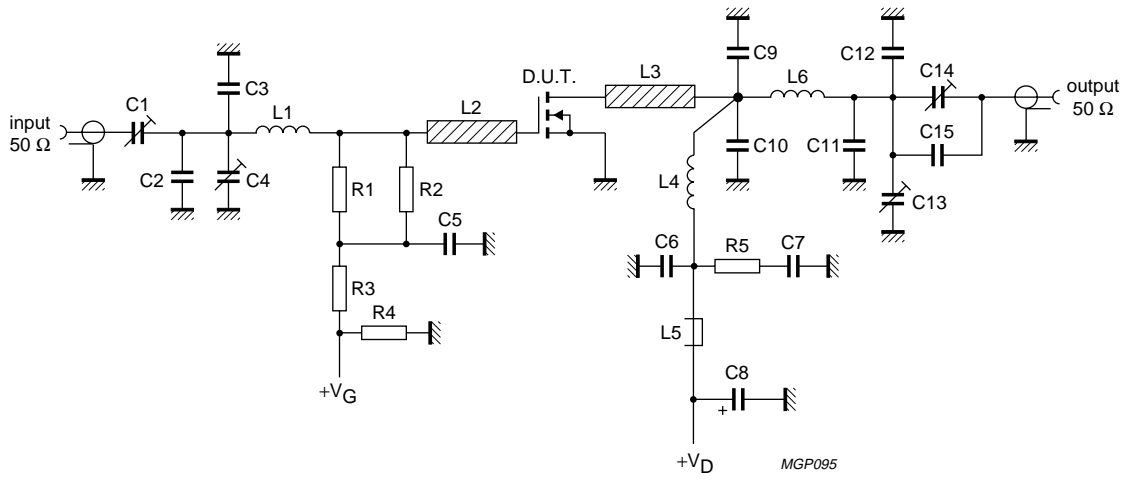 C9
C12
D.U.T.
L3
L6
C14
output
50 Ω
C3
C1
L1
L2
input
50 Ω
C15
C2
C4
R1
R2
C10
C11
L4
C13
C5
C6
R5
C7
R3
R4
L5
+VG
C8
+
+VD
MGP095